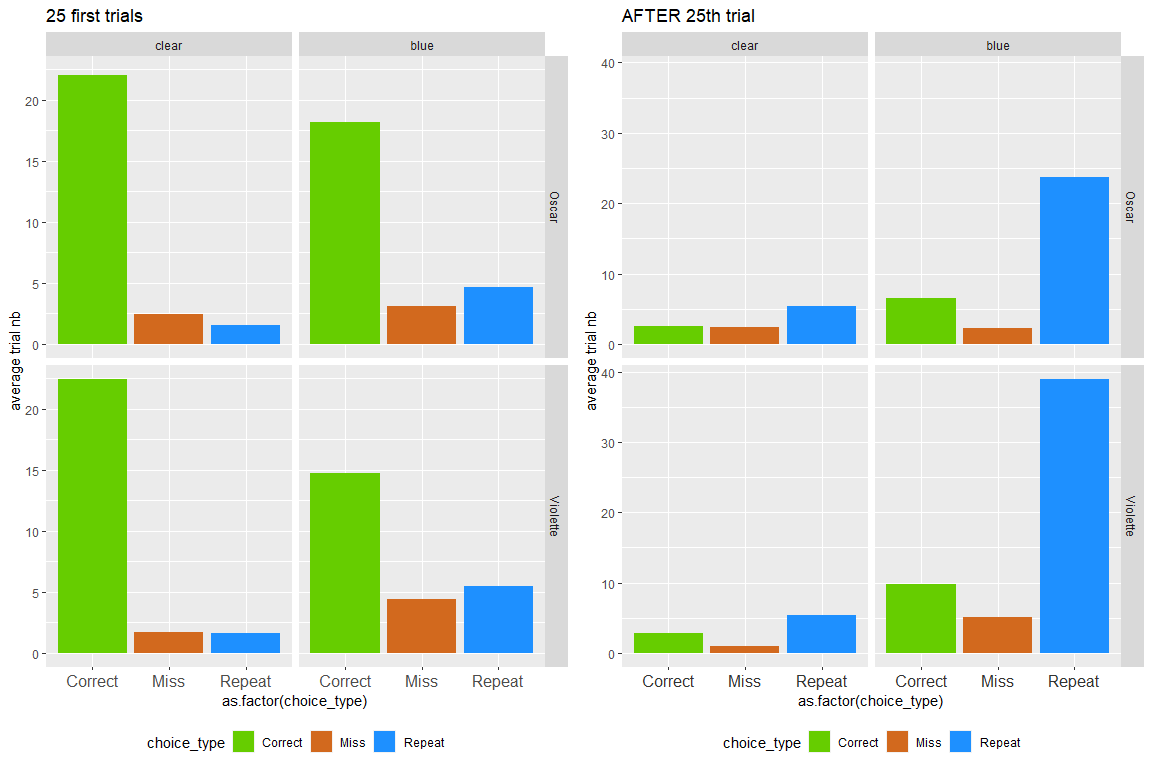 25 first trials
clear
blue
20
15
10
5
0
Oscar
20
15
10
5
0
Violette
average trial nb
Correct Miss Repeat Correct Miss Repeat
as.factor(choice_type)
choice_type Correct Miss Repeat
AFTER 25th trial
clear
blue
40
30
20
10
0
Oscar
40
30
20
10
0
Violette
average trial nb
Correct Miss Repeat Correct Miss Repeat
as.factor(choice_type)
choice_type Correct Miss Repeat